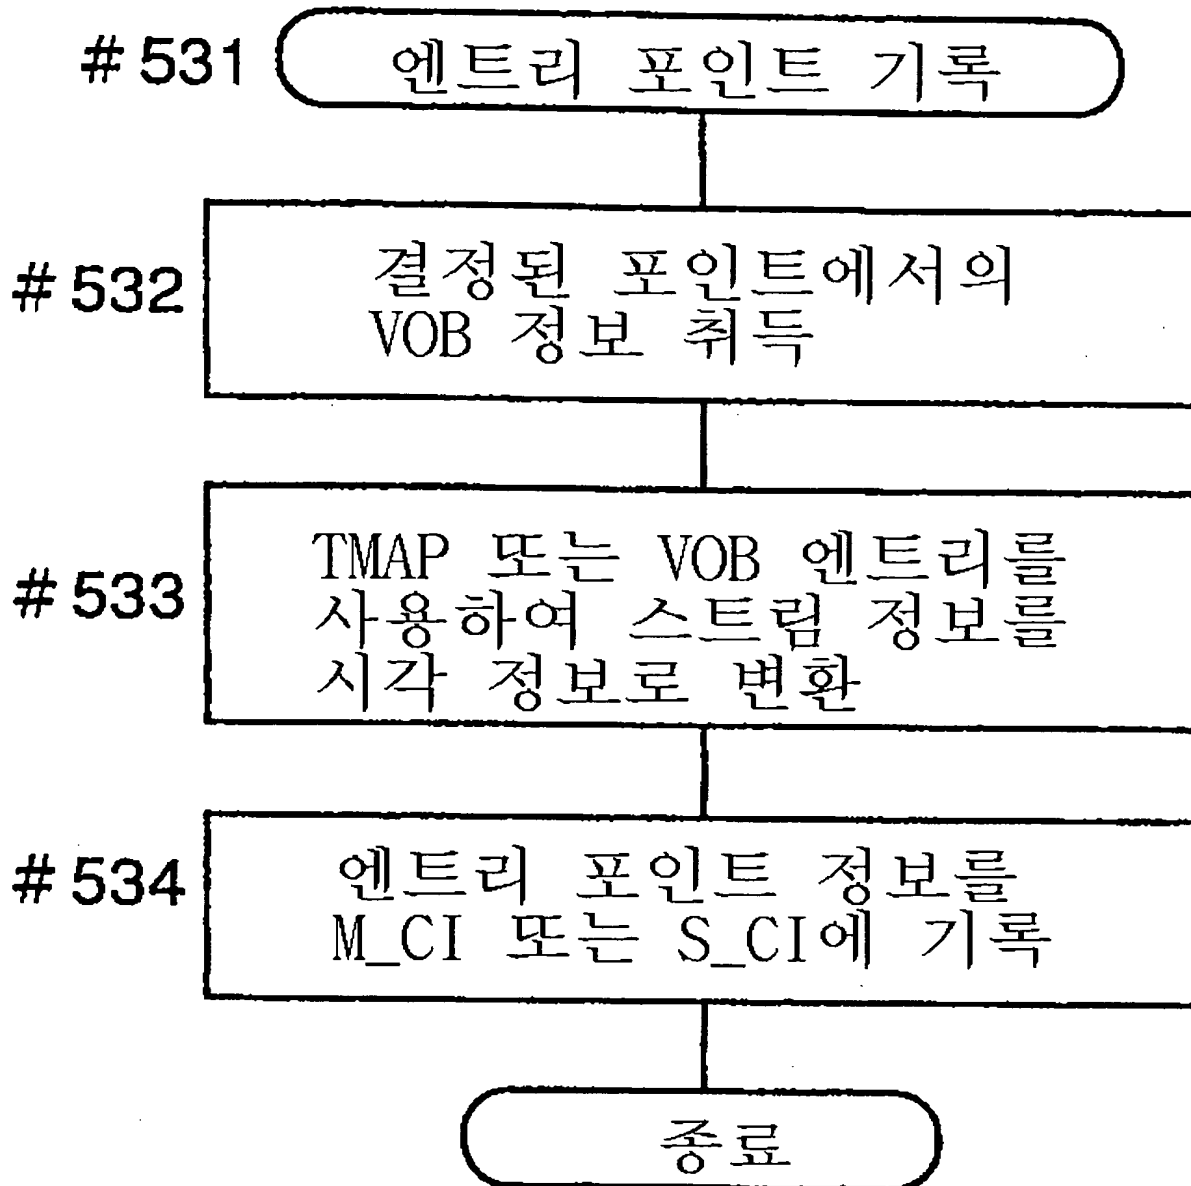 #531 엔트리 포인트 기록
#532 결정된 포인트에서의
VOB 정보 취득
TMAP 또는 VOB 엔트리를
#533 사용하여 스트림 정보를
시각 정보로 변환
#534 엔트리 포인트 정보를
M_CI 또는 S_CI에 기록
종료